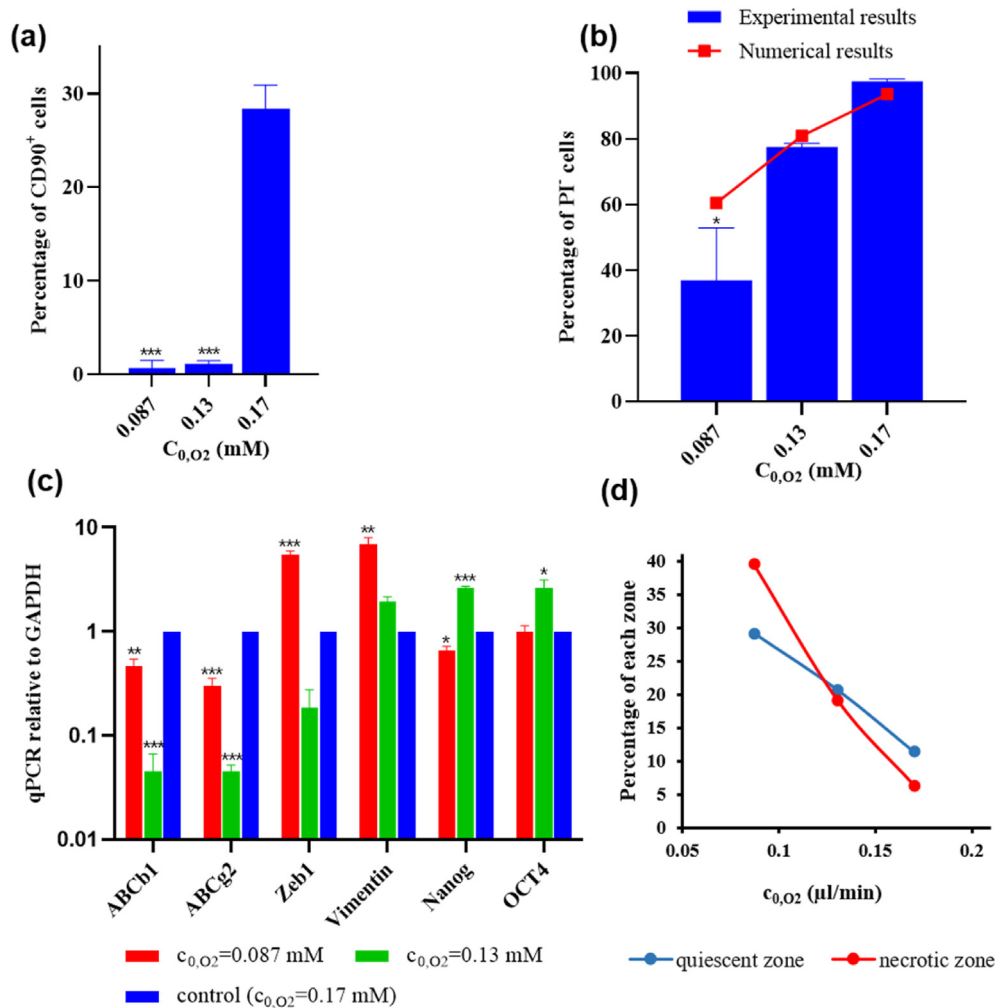 (a)
Percentage of CD90⁺ cells
30
20
10
0
***
***
0.087
0.13
0.17
C₀,O2 (mM)
(b)
Experimental results
Numerical results
Percentage of PI⁻ cells
100
80
60
40
20
0
*
0.087
0.13
0.17
C₀,O2 (mM)
(c)
qPCR relative to GAPDH
10
1
0.1
0.01
**
***
***
***
***
**
*
***
*
ABCb1
ABCg2
Zeb1
Vimentin
Nanog
OCT4
c₀,O2=0.087 mM
c₀,O2=0.13 mM
control (c₀,O2=0.17 mM)
(d)
Percentage of each zone
40
35
30
25
20
15
10
5
0
0.05
0.1
0.15
0.2
c₀,O2 (µl/min)
quiescent zone
necrotic zone